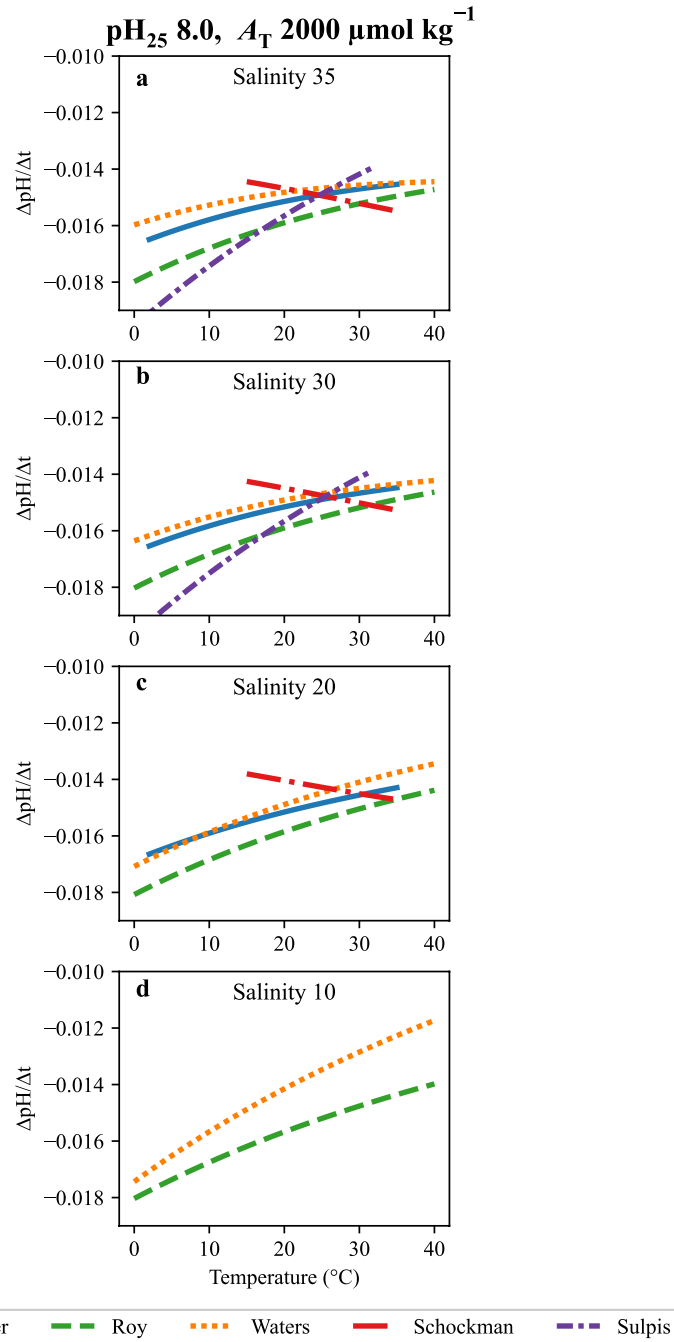 pH25 8.0, AT 2000 µmol kg−1
a
Salinity 35
−0.010
−0.012
−0.014
−0.016
−0.018
ΔpH/Δt
0 10 20 30 40
b
Salinity 30
−0.010
−0.012
−0.014
−0.016
−0.018
ΔpH/Δt
0 10 20 30 40
c
Salinity 20
−0.010
−0.012
−0.014
−0.016
−0.018
ΔpH/Δt
0 10 20 30 40
d
Salinity 10
−0.010
−0.012
−0.014
−0.016
−0.018
ΔpH/Δt
0 10 20 30 40
Temperature (°C)
er Roy Waters Schockman Sulpis